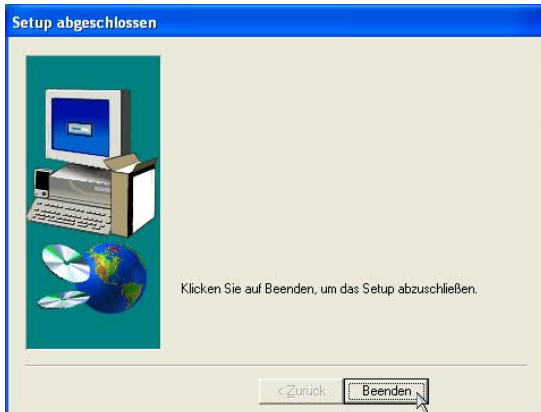 Setup abgeschlossen
Klicken Sie auf Beenden, um das Setup abzuschließen.
< Zurück
Beenden